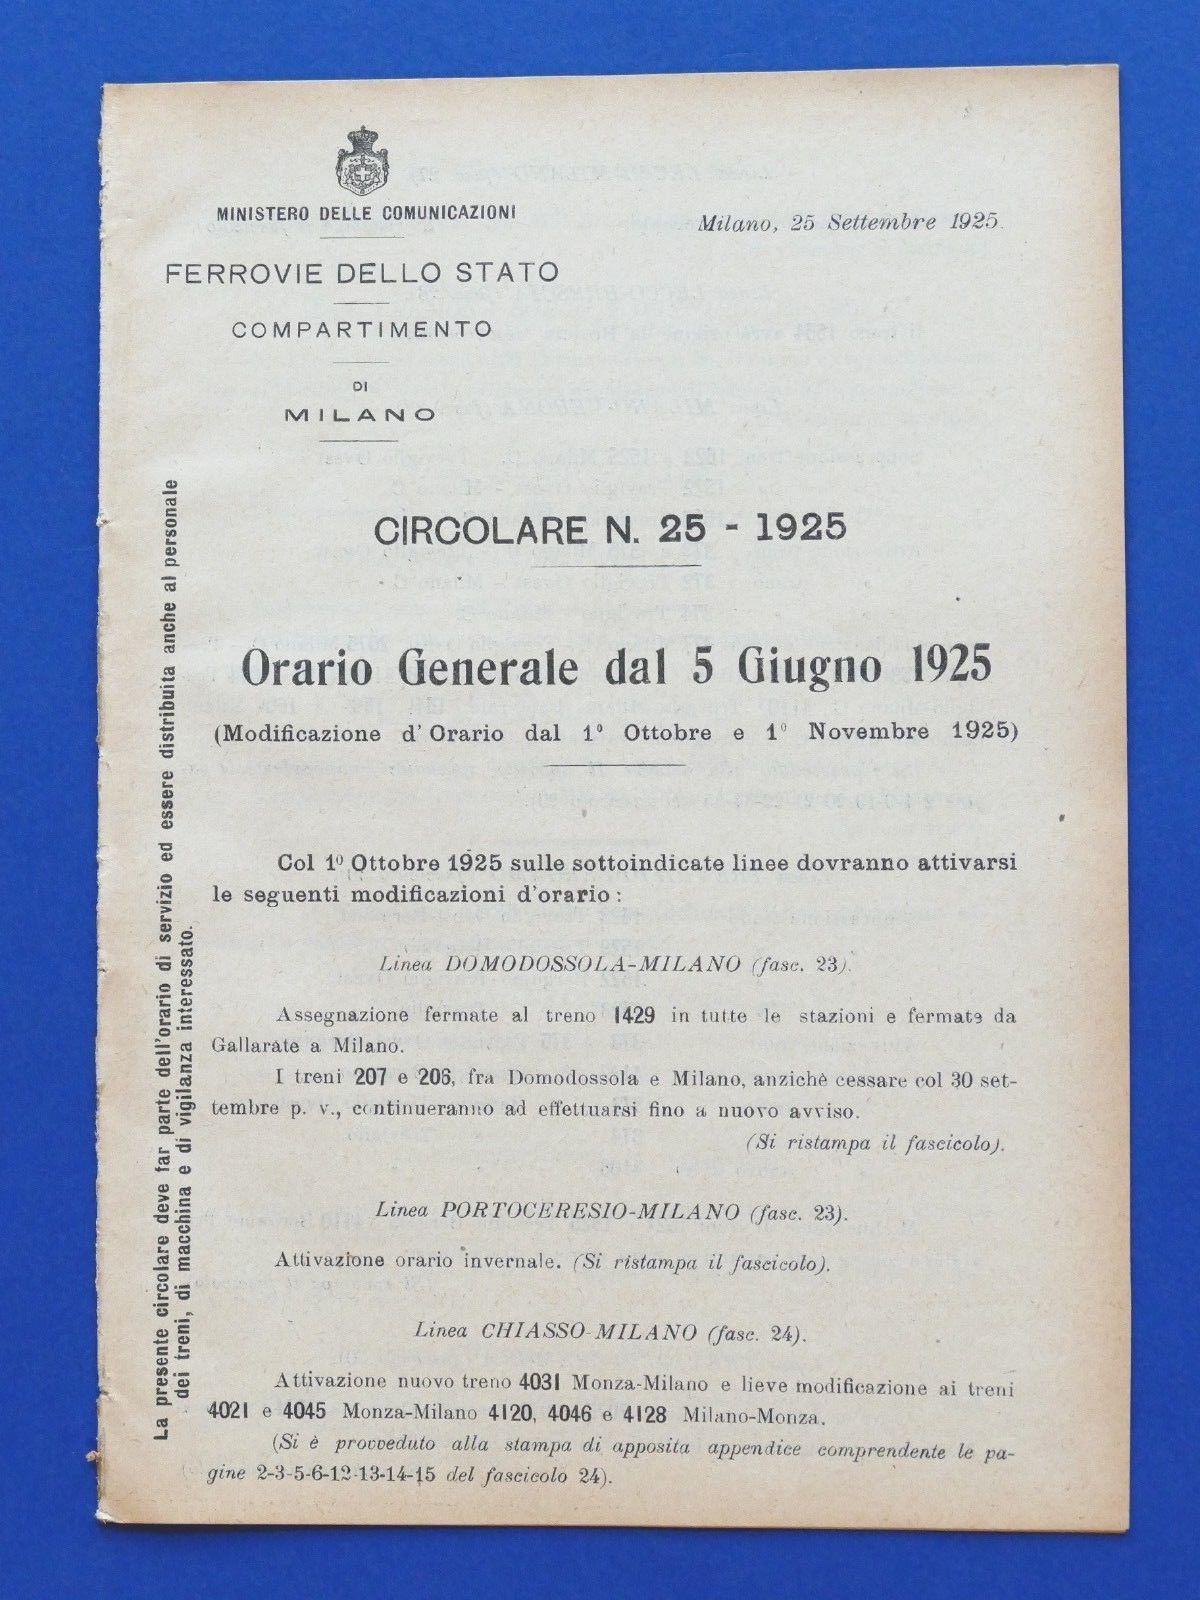 MINISTERO DELLE COMUNICAZIONI
FERROVIE DELLO STATO
COMPARTIMENTO
DI
MILANO
Milano, 25 Settembre 1925.
CIRCOLARE N. 25 - 1925
Orario Generale dal 5 Giugno 1925
(Modificazione d'Orario dal 1° Ottobre e 1° Novembre 1925)
Col 1° Ottobre 1925 sulle sottoindicate linee dovranno attivarsi
le seguenti modificazioni d'orario:
Linea DOMODOSSOLA-MILANO (fasc. 23).
Assegnazione fermate al treno 1429 in tutte le stazioni e fermate da
Gallarate a Milano.
I treni 207 e 206, fra Domodossola e Milano, anzichè cessare col 30 set-
tembre p. v., continueranno ad effettuarsi fino a nuovo avviso.
(Si ristampa il fascicolo).
Linea PORTOCERESIO-MILANO (fasc. 23).
Attivazione orario invernale. (Si ristampa il fascicolo).
Linea CHIASSO-MILANO (fasc. 24).
Attivazione nuovo treno 4031 Monza-Milano e lieve modificazione ai treni
4021 e 4045 Monza-Milano 4120, 4046 e 4128 Milano-Monza.
(Si è provveduto alla stampa di apposita appendice comprendente le pa-
gine 2-3-5-6-12-13-14-15 del fascicolo 24).
La presente circolare deve far parte dell'orario di servizio ed essere distribuita anche al personale
dei treni, di macchina e di vigilanza interessato.